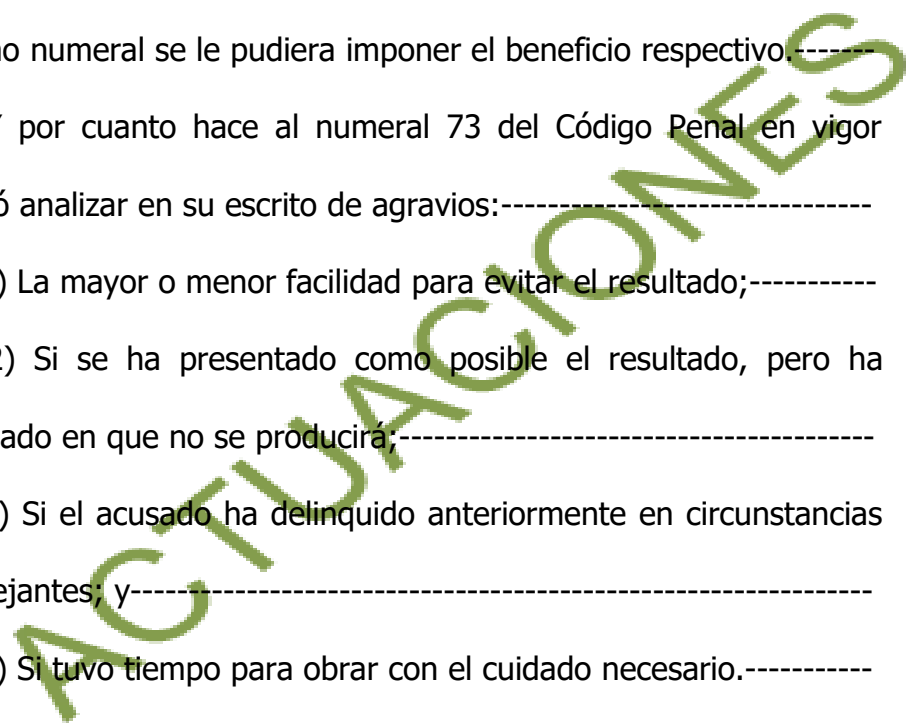 no numeral se le pudiera imponer el beneficio respectivo.-------
por cuanto hace al numeral 73 del Código Penal en vigor
ó analizar en su escrito de agravios:--------------------------------
) La mayor o menor facilidad para evitar el resultado;-----------
2) Si se ha presentado como posible el resultado, pero ha
ado en que no se producirá;-----------------------------------------
) Si el acusado ha delinquido anteriormente en circunstancias
ejantes; y----------------------------------------------------------------
) Si tuvo tiempo para obrar con el cuidado necesario.-----------
ACTUACIONES